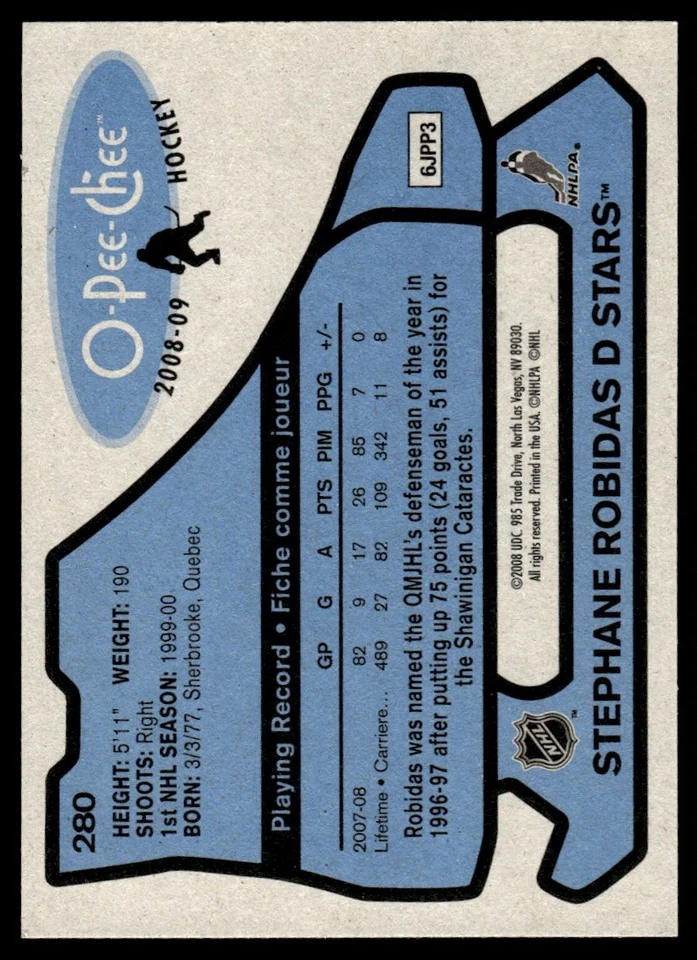 280
HEIGHT: 5'11" WEIGHT: 190
SHOOTS: Right
1st NHL SEASON: 1999-00
BORN: 3/3/77, Sherbrooke, Quebec
O-Pee-Chee™
2008-09 HOCKEY
Playing Record • Fiche comme joueur
GP G A PTS PIM PPG +/-
2007-08 82 9 17 26 85 7 0
Lifetime • Carriere... 489 27 82 109 342 11 8
Robidas was named the QMJHL's defenseman of the year in
1996-97 after putting up 75 points (24 goals, 51 assists) for
the Shawinigan Cataractes.
6JPP3
NHL
™
©2008 UDC. 985 Trade Drive, North Las Vegas, NV 89030.
All rights reserved. Printed in the USA. ©NHLPA ©NHL
NHLPA®
STEPHANE ROBIDAS D STARS™